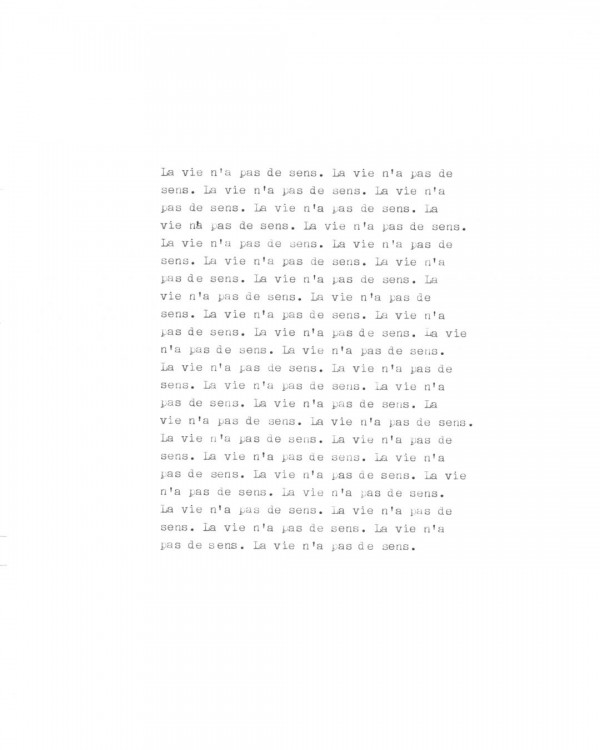 La vie n'a pas de sens. La vie n'a pas de
sens. La vie n'a pas de sens. La vie n'a
pas de sens. La vie n'a pas de sens. La
vie na pas de sens. La vie n'a pas de sens.
La vie n'a pas de sens. La vie n'a pas de
sens. La vie n'a pas de sens. La vie n'a
pas de sens. La vie n'a pas de sens. La
vie n'a pas de sens. La vie n'a pas de
sens. La vie n'a pas de sens. La vie n'a
pas de sens. La vie n'a pas de sens. La vie
n'a pas de sens. La vie n'a pas de sens.
La vie n'a pas de sens. La vie n'a pas de
sens. La vie n'a pas de sens. La vie n'a
pas de sens. La vie n'a pas de sens. La
vie n'a pas de sens. La vie n'a pas de sens.
La vie n'a pas de sens. La vie n'a pas de
sens. La vie n'a pas de sens. La vie n'a
pas de sens. La vie n'a pas de sens. La vie
n'a pas de sens. La vie n'a pas de sens.
La vie n'a pas de sens. La vie n'a pas de
sens. La vie n'a pas de sens. La vie n'a
pas de sens. La vie n'a pas de sens.